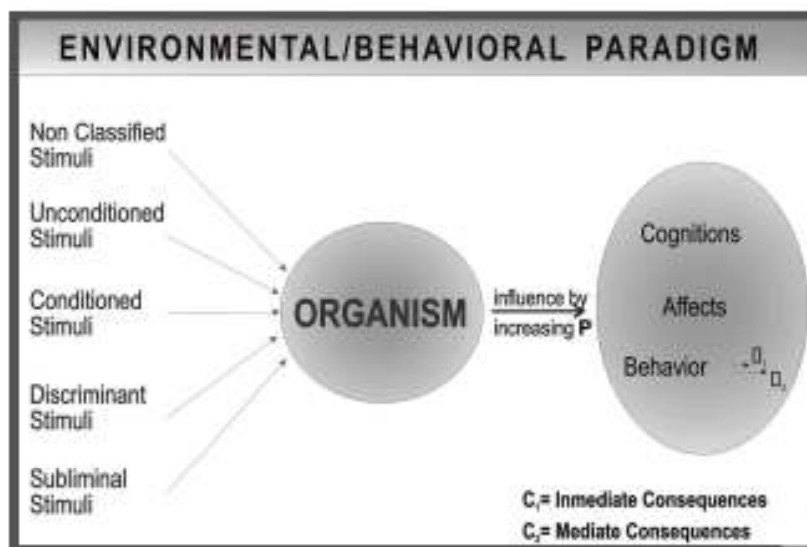 ENVIRONMENTAL/BEHAVIORAL PARADIGM
Non Classified
Stimuli
Unconditioned
Stimuli
Conditioned
Stimuli
Discriminant
Stimuli
Subliminal
Stimuli
ORGANISM
influence by
increasing P
Cognitions
Affects
Behavior
C₁= Inmediate Consequences
C₂= Mediate Consequences